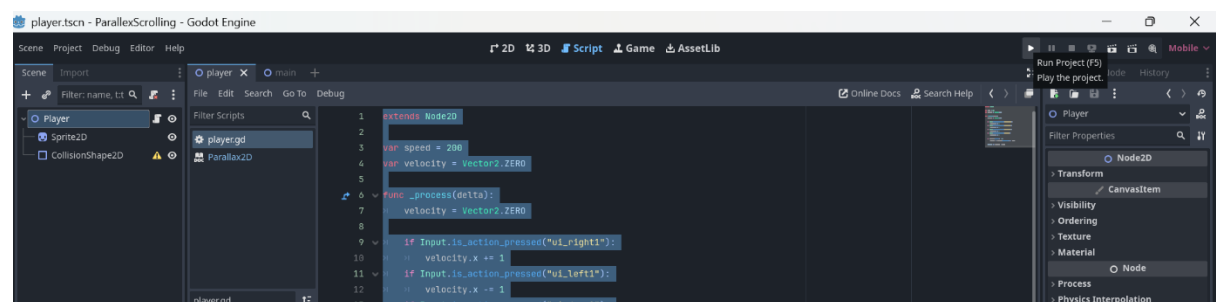 player.tscn - ParallexScrolling - Godot Engine
Scene Project Debug Editor Help
2D 3D Script Game AssetLib
Mobile
Run Project (F5)
Play the project.
Scene Import
player main
Node History
Filter: name, t:t
File Edit Search Go To Debug
Online Docs Search Help
Player
Sprite2D
CollisionShape2D
Filter Scripts
player.gd
Parallax2D
player.gd
1 extends Node2D
2
3 var speed = 200
4 var velocity = Vector2.ZERO
5
6 func _process(delta):
7 velocity = Vector2.ZERO
8
9 if Input.is_action_pressed("ui_right1"):
10 velocity.x += 1
11 if Input.is_action_pressed("ui_left1"):
12 velocity.x -= 1
Player
Filter Properties
Node2D
Transform
CanvasItem
Visibility
Ordering
Texture
Material
Node
Process
Physics Interpolation